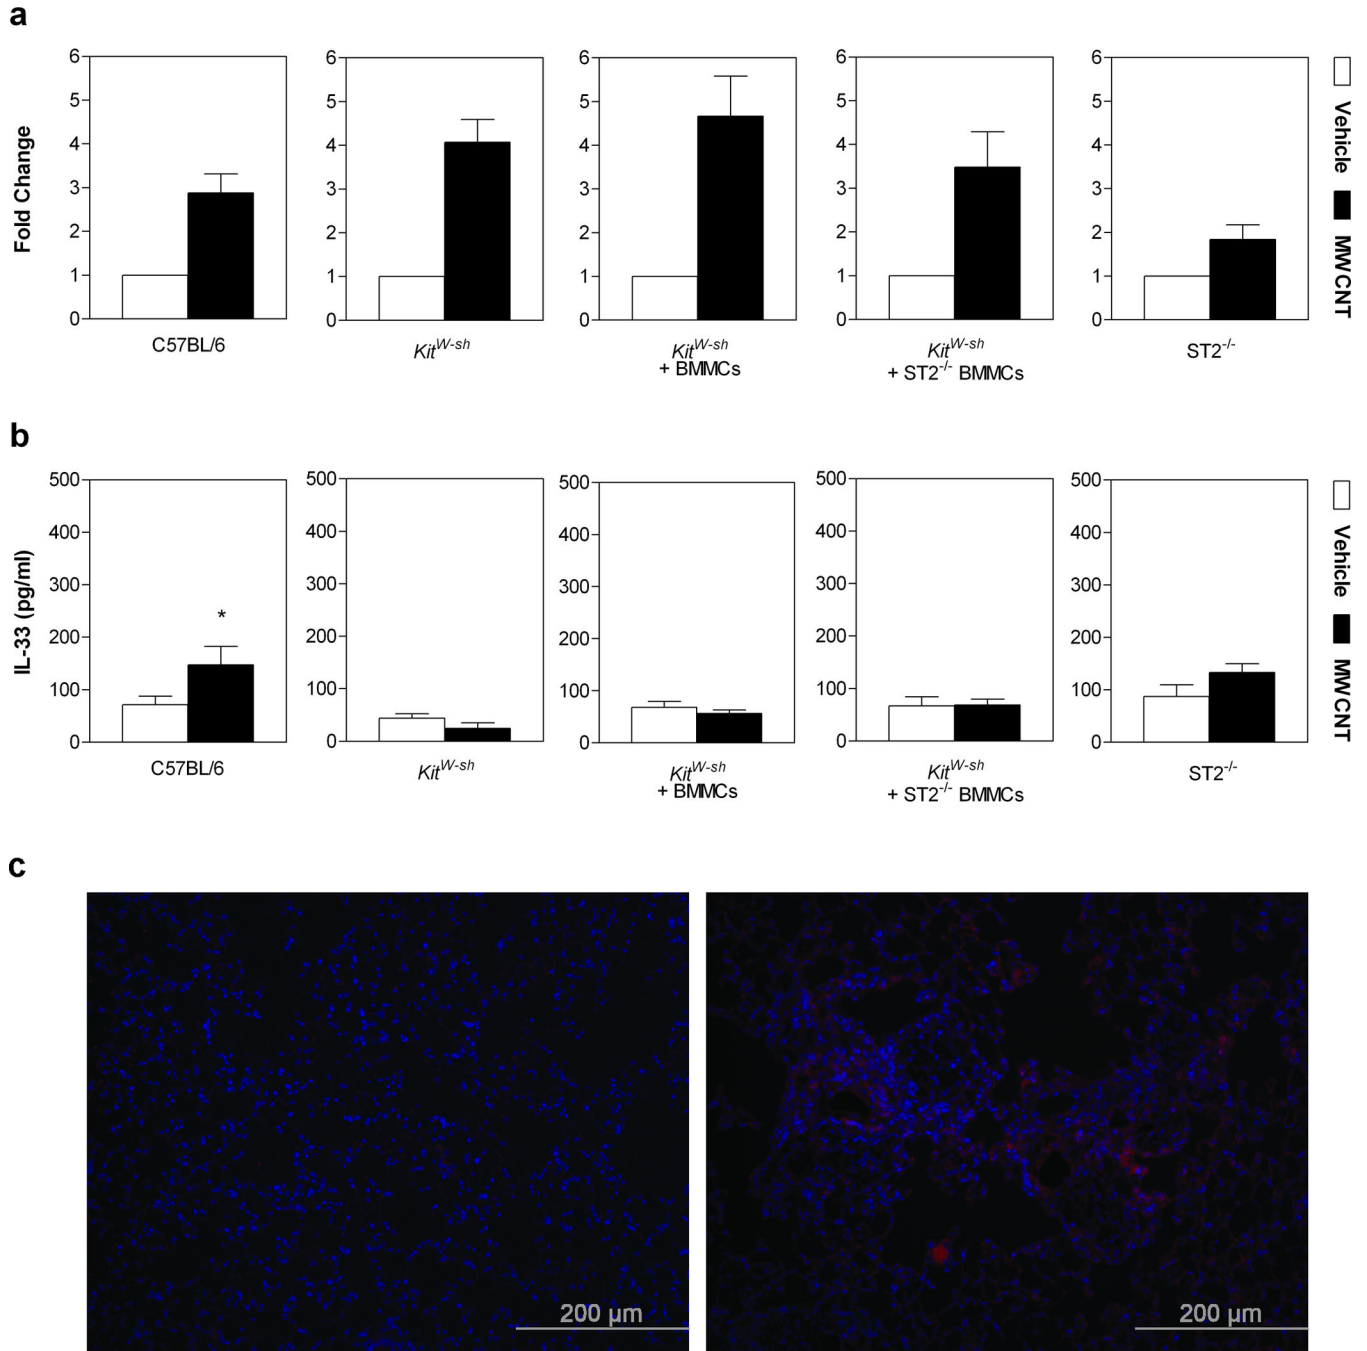 a
Fold Change
6 5 4 3 2 1 0
C57BL/6
6 5 4 3 2 1 0
Kit^W-sh
6 5 4 3 2 1 0
Kit^W-sh
+ BMMCs
6 5 4 3 2 1 0
Kit^W-sh
+ ST2^-/- BMMCs
6 5 4 3 2 1 0
ST2^-/-
Vehicle MWCNT
b
IL-33 (pg/ml)
500 400 300 200 100 0
*
C57BL/6
500 400 300 200 100 0
Kit^W-sh
500 400 300 200 100 0
Kit^W-sh
+ BMMCs
500 400 300 200 100 0
Kit^W-sh
+ ST2^-/- BMMCs
500 400 300 200 100 0
ST2^-/-
Vehicle MWCNT
c
200 µm
200 µm